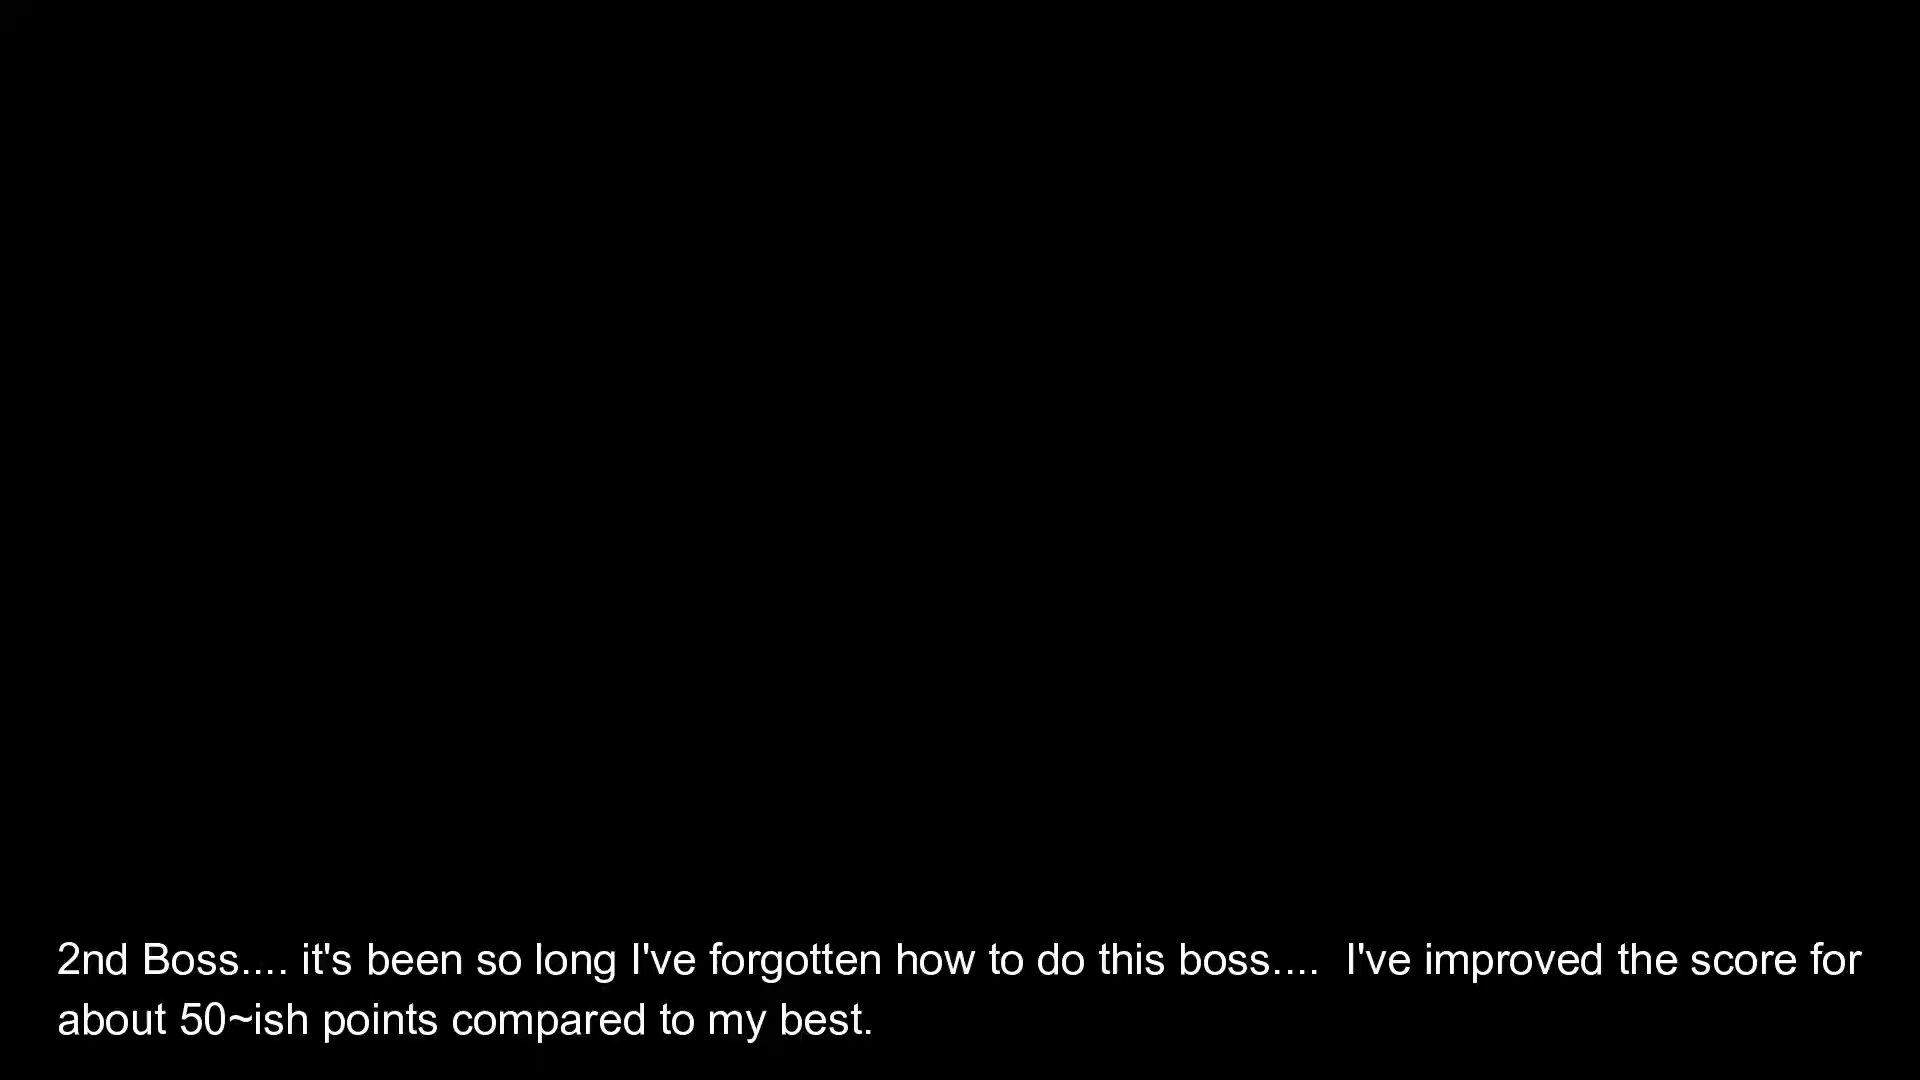 2nd Boss.... it's been so long I've forgotten how to do this boss....  I've improved the score for
about 50~ish points compared to my best.